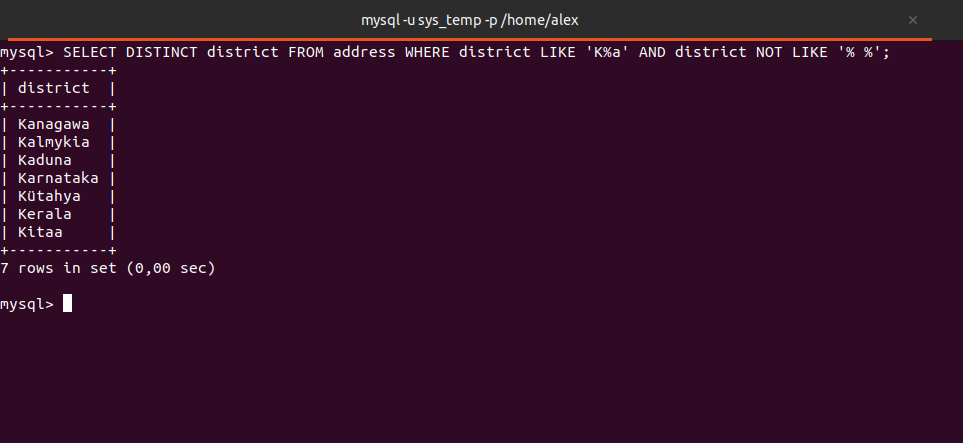 mysql -u sys_temp -p /home/alex
mysql> SELECT DISTINCT district FROM address WHERE district LIKE 'K%a' AND district NOT LIKE '% %';
+-----------+
| district  |
+-----------+
| Kanagawa  |
| Kalmykia  |
| Kaduna    |
| Karnataka |
| Kütahya   |
| Kerala    |
| Kitaa     |
+-----------+
7 rows in set (0,00 sec)
mysql>